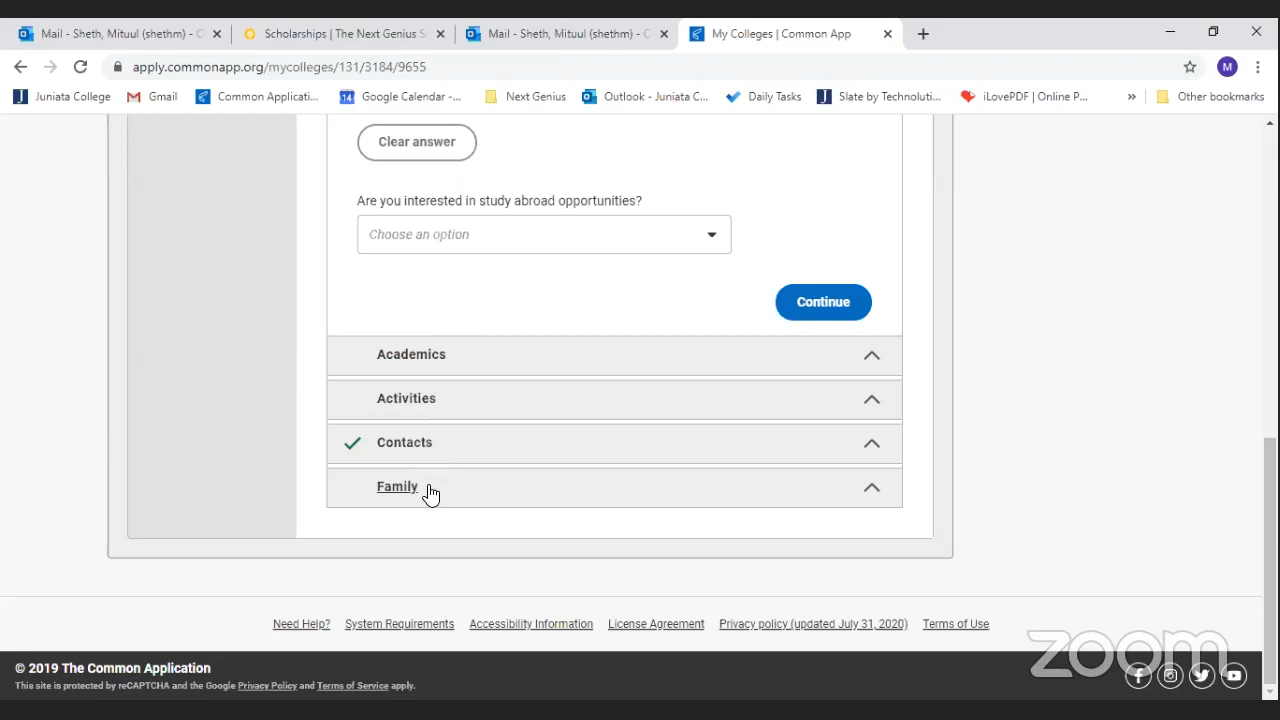 Mail - Sheth, Mituul (shethm) - C
Scholarships | The Next Genius S
Mail - Sheth, Mituul (shethm) - C
My Colleges | Common App
apply.commonapp.org/mycolleges/131/3184/9655
M
J Juniata College
Gmail
Common Applicati...
14 Google Calendar -...
Next Genius
Outlook - Juniata C...
Daily Tasks
J Slate by Technoluti...
iLovePDF | Online P...
»
Other bookmarks
Clear answer
Are you interested in study abroad opportunities?
Choose an option
Continue
Academics
Activities
Contacts
Family
Need Help?
System Requirements
Accessibility Information
License Agreement
Privacy policy (updated July 31, 2020)
Terms of Use
zoom
© 2019 The Common Application
This site is protected by reCAPTCHA and the Google Privacy Policy and Terms of Service apply.